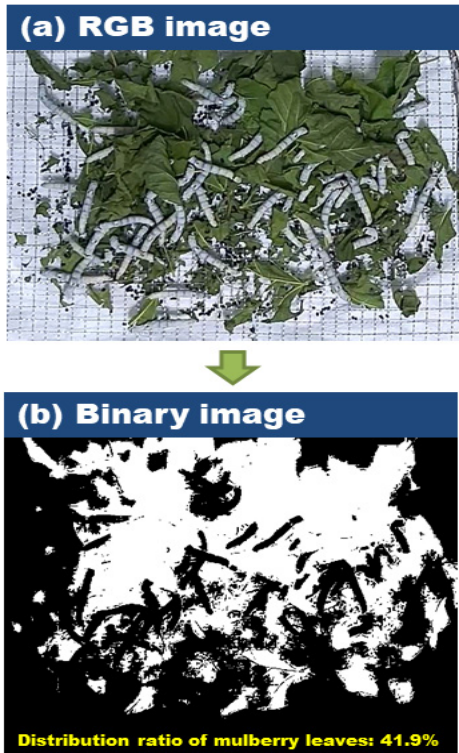 (a) RGB image
(b) Binary image
Distribution ratio of mulberry leaves: 41.9%